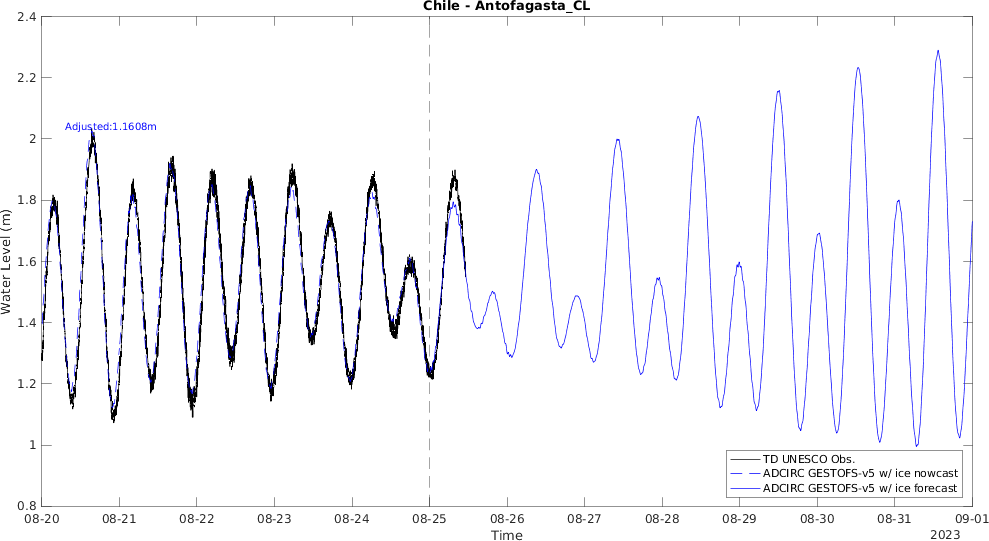 Chile - Antofagasta_CL
2.4
2.2
2
1.8
1.6
1.4
1.2
1
0.8
Water Level (m)
Adjusted:1.1608m
TD UNESCO Obs.
ADCIRC GESTOFS-v5 w/ ice nowcast
ADCIRC GESTOFS-v5 w/ ice forecast
08-20 08-21 08-22 08-23 08-24 08-25 08-26 08-27 08-28 08-29 08-30 08-31 09-01
Time
2023